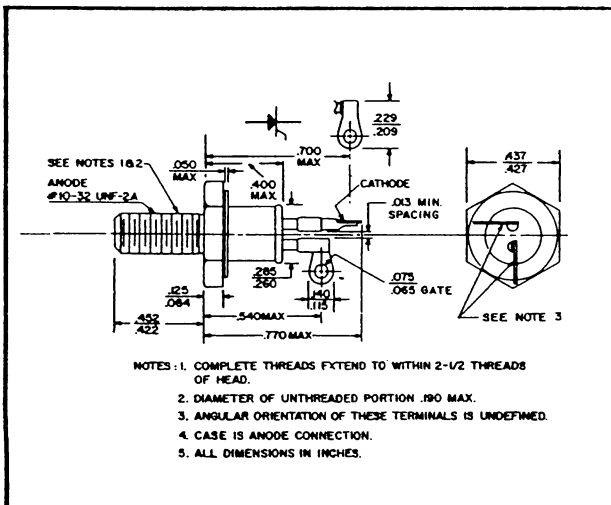 .229
.209
.700
MAX
.437
.427
SEE NOTES 1&2
.050
MAX
ANODE
#10-32 UNF-2A
.400
MAX.
CATHODE
.013 MIN.
SPACING
.125
.084
.452
.422
.285
.260
.140
.115
.075
.065 GATE
.540 MAX
.770 MAX
SEE NOTE 3
NOTES: 1. COMPLETE THREADS EXTEND TO WITHIN 2-1/2 THREADS
OF HEAD.
2. DIAMETER OF UNTHREADED PORTION .190 MAX.
3. ANGULAR ORIENTATION OF THESE TERMINALS IS UNDEFINED.
4. CASE IS ANODE CONNECTION.
5. ALL DIMENSIONS IN INCHES.